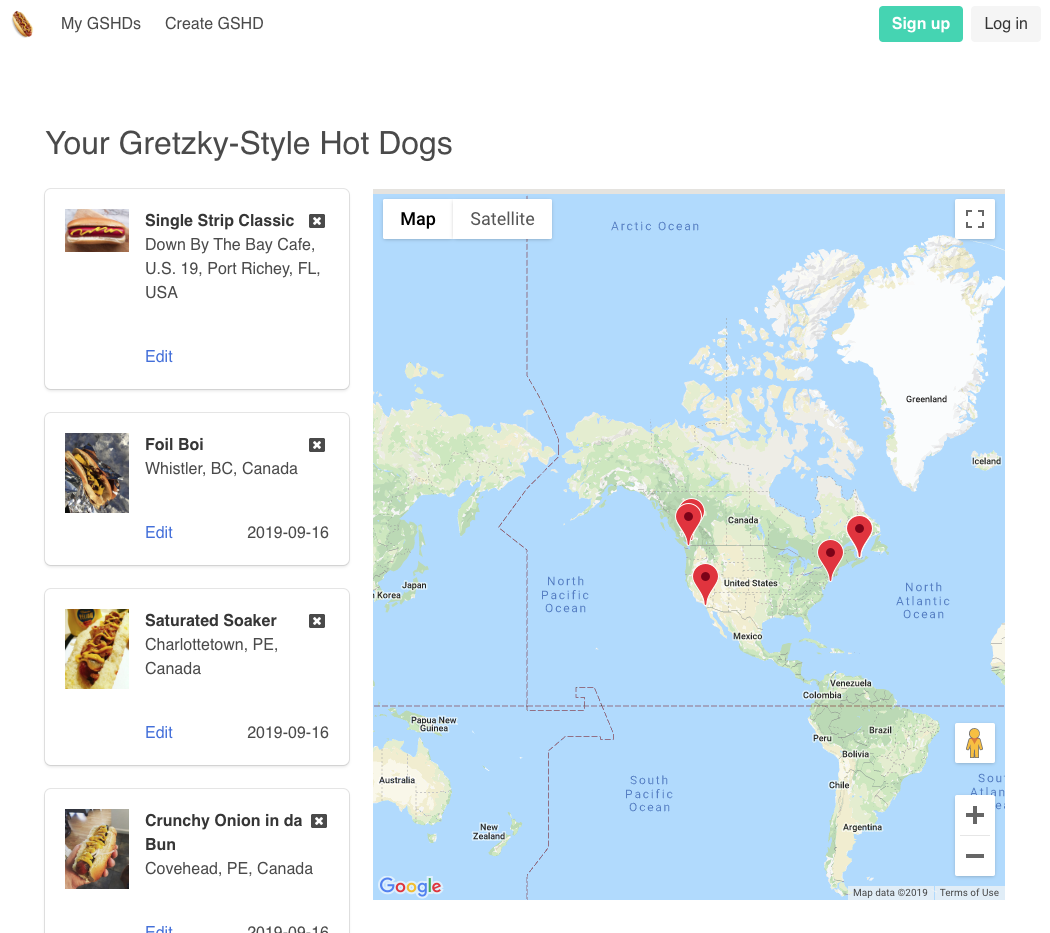 My GSHDs
Create GSHD
Sign up
Log in
Your Gretzky-Style Hot Dogs
Single Strip Classic
Down By The Bay Cafe,
U.S. 19, Port Richey, FL,
USA
Edit
Foil Boi
Whistler, BC, Canada
Edit
2019-09-16
Saturated Soaker
Charlottetown, PE,
Canada
Edit
2019-09-16
Crunchy Onion in da
Bun
Covehead, PE, Canada
Edit
2019-09-16
Map
Satellite
Arctic Ocean
Greenland
Iceland
Canada
Japan
Korea
North
Pacific
Ocean
United States
North
Atlantic
Ocean
Mexico
Venezuela
Colombia
Papua New
Guinea
Peru
Brazil
Bolivia
Australia
Chile
South
Pacific
Ocean
Sou
Atlan
New
Zealand
Argentina
Google
Map data ©2019
Terms of Use